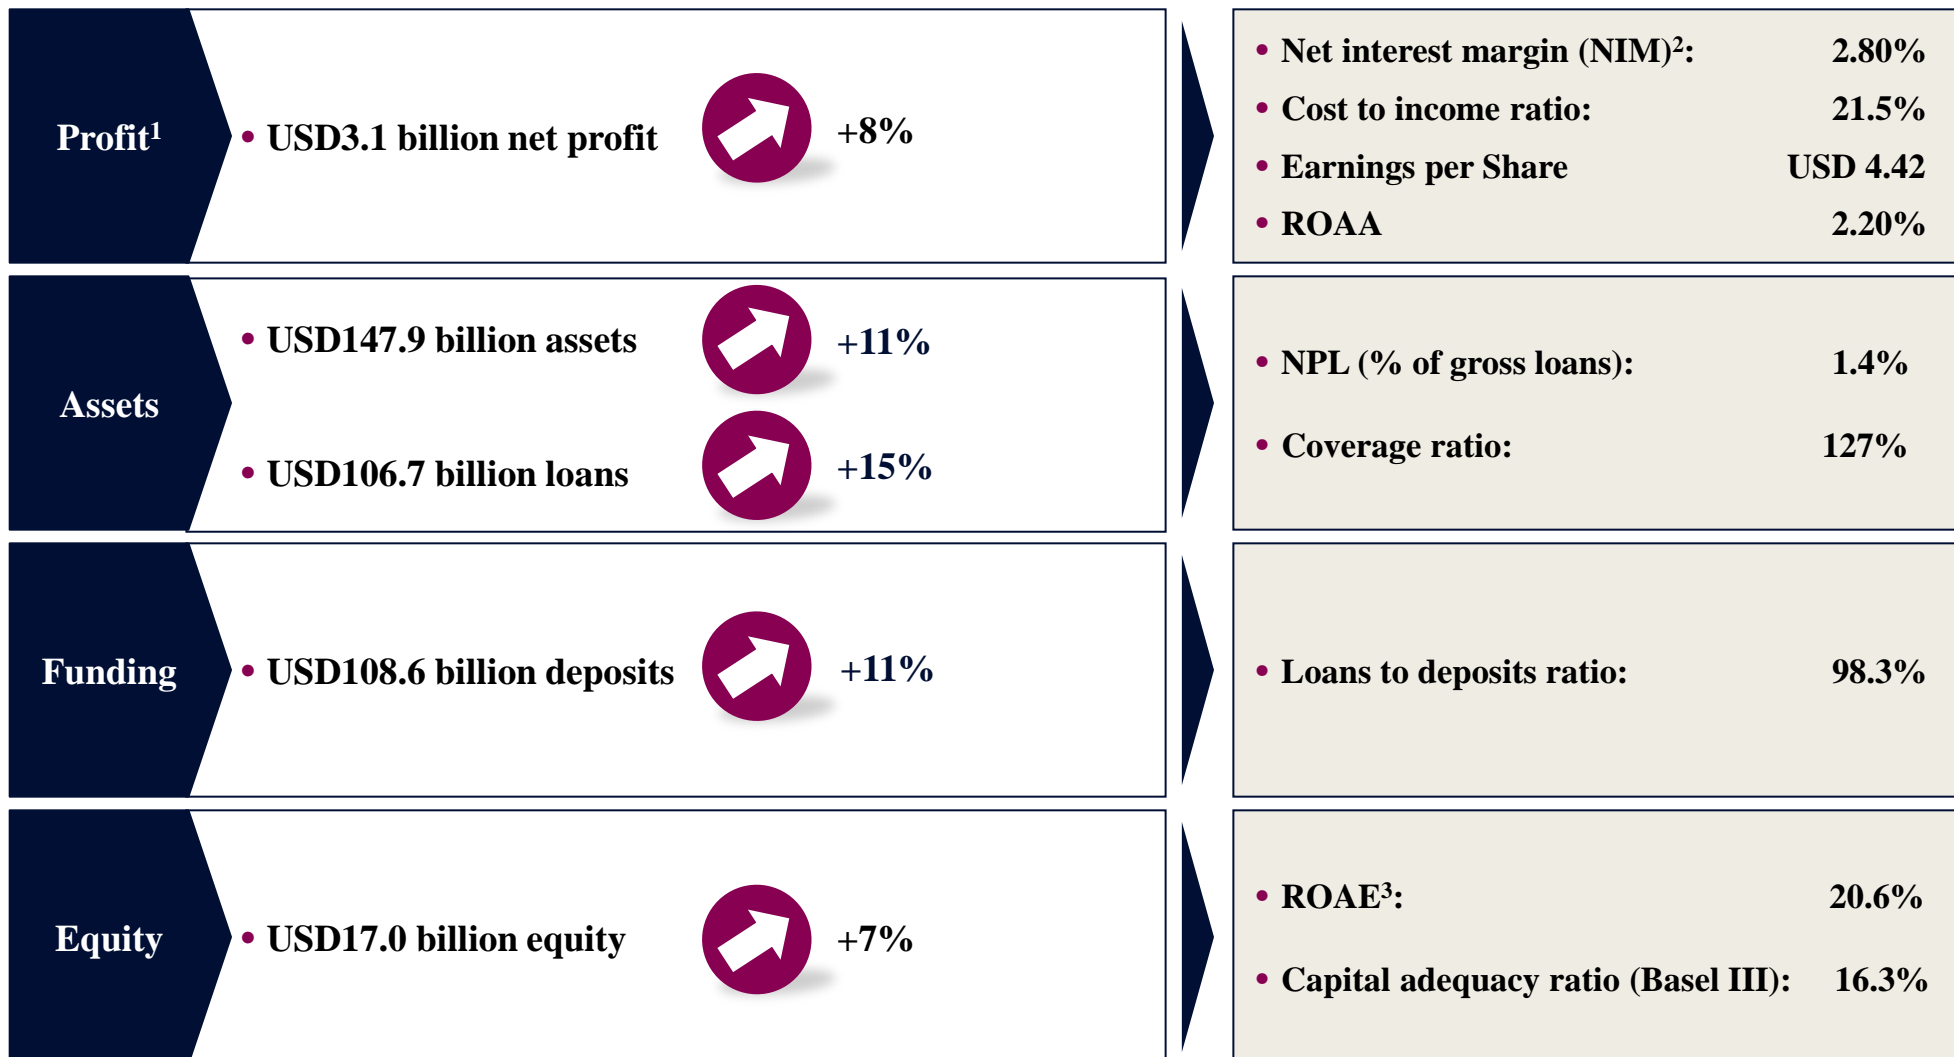 Profit¹
• USD3.1 billion net profit
+8%
• Net interest margin (NIM)²: 2.80%
• Cost to income ratio: 21.5%
• Earnings per Share USD 4.42
• ROAA 2.20%
Assets
• USD147.9 billion assets
+11%
• USD106.7 billion loans
+15%
• NPL (% of gross loans): 1.4%
• Coverage ratio: 127%
Funding
• USD108.6 billion deposits
+11%
• Loans to deposits ratio: 98.3%
Equity
• USD17.0 billion equity
+7%
• ROAE³: 20.6%
• Capital adequacy ratio (Basel III): 16.3%